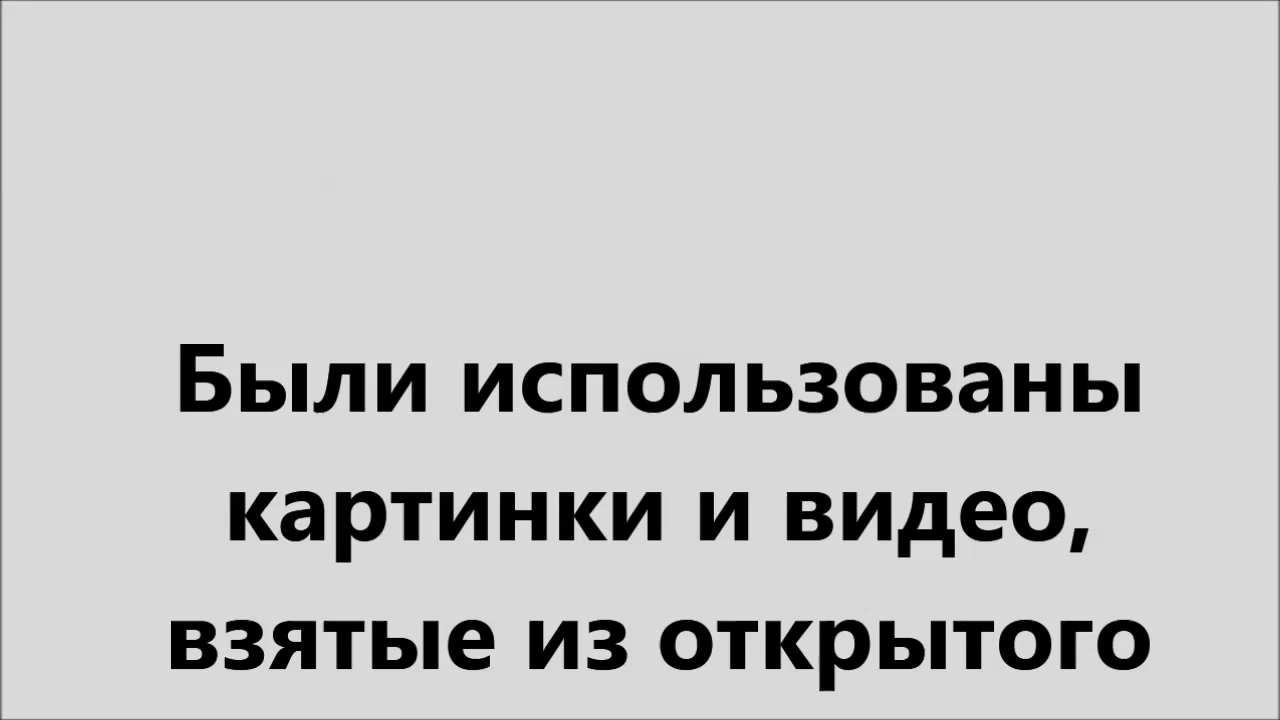 Были использованы
картинки и видео,
взятые из открытого